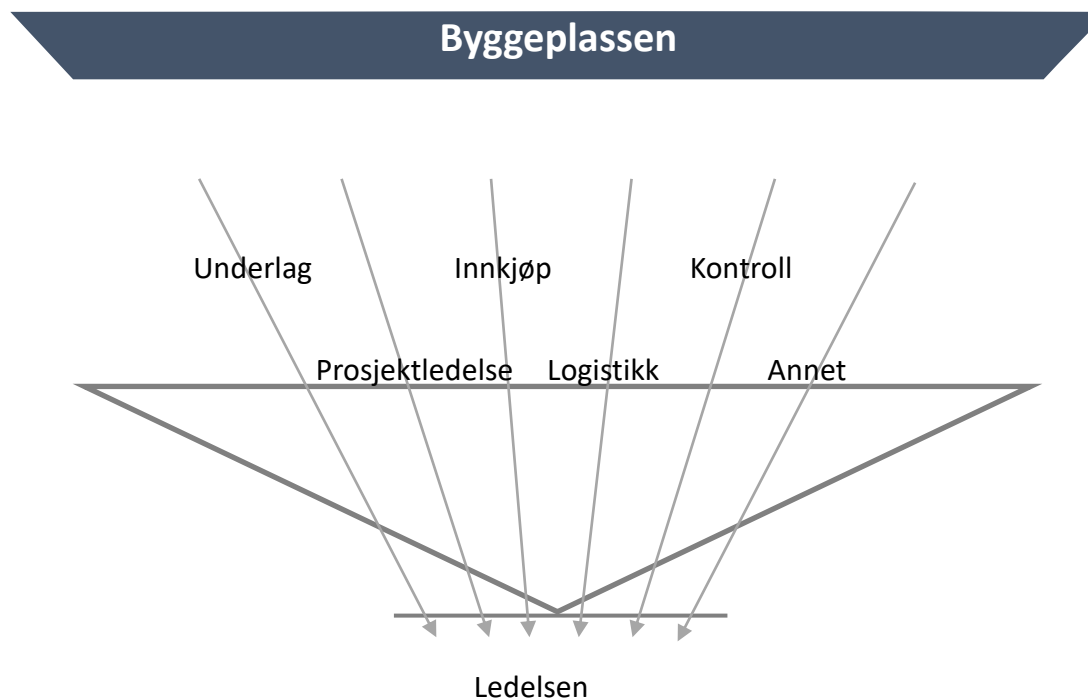 Byggeplassen
Underlag Innkjøp Kontroll
Prosjektledelse Logistikk Annet
Ledelsen